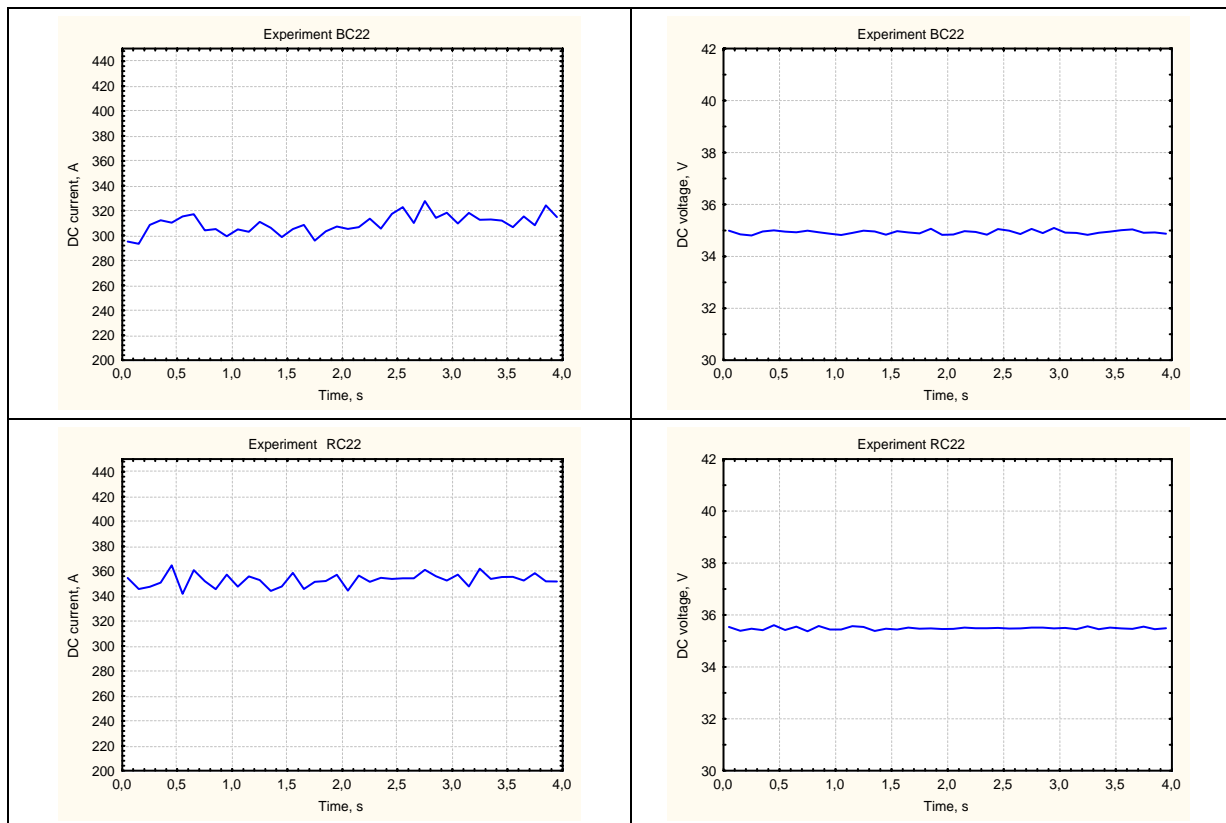 Experiment BC22
440
420
400
380
360
340
320
300
280
260
240
220
200
DC current, A
0,0 0,5 1,0 1,5 2,0 2,5 3,0 3,5 4,0
Time, s
Experiment BC22
42
40
38
36
34
32
30
DC voltage, V
0,0 0,5 1,0 1,5 2,0 2,5 3,0 3,5 4,0
Time, s
Experiment RC22
440
420
400
380
360
340
320
300
280
260
240
220
200
DC current, A
0,0 0,5 1,0 1,5 2,0 2,5 3,0 3,5 4,0
Time, s
Experiment RC22
42
40
38
36
34
32
30
DC voltage, V
0,0 0,5 1,0 1,5 2,0 2,5 3,0 3,5 4,0
Time, s